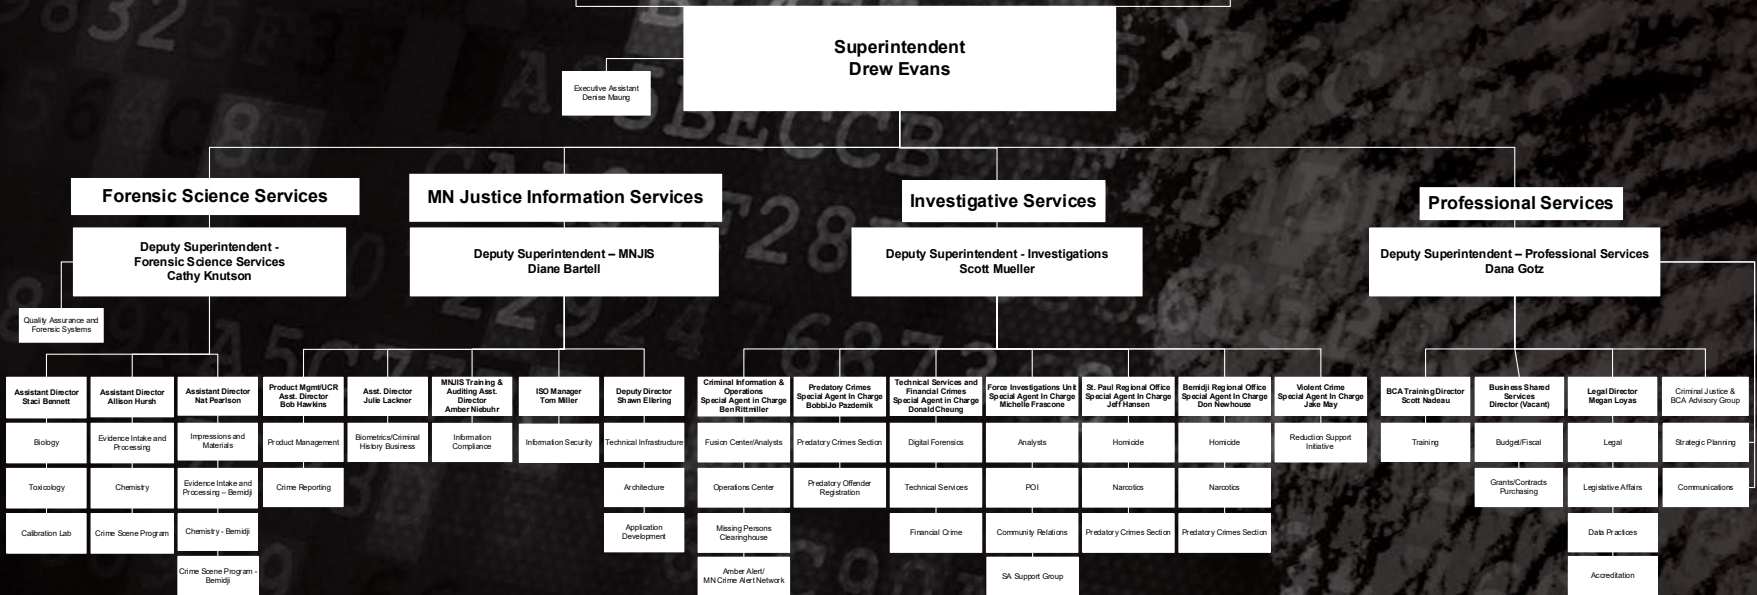 Superintendent
Drew Evans
Executive Assistant
Denise Maung
Forensic Science Services
MN Justice Information Services
Investigative Services
Professional Services
Deputy Superintendent -
Forensic Science Services
Cathy Knutson
Deputy Superintendent – MNJIS
Diane Bartell
Deputy Superintendent - Investigations
Scott Mueller
Deputy Superintendent – Professional Services
Dana Gotz
Quality Assurance and
Forensic Systems
Assistant Director
Staci Bennett
Biology
Toxicology
Calibration Lab
Assistant Director
Allison Hursh
Evidence Intake and
Processing
Chemistry
Crime Scene Program
Assistant Director
Nat Pearlson
Impressions and
Materials
Evidence Intake and
Processing – Bemidji
Chemistry - Bemidji
Crime Scene Program -
Bemidji
Product Mgmt/UCR
Asst. Director
Bob Hawkins
Product Management
Crime Reporting
Asst. Director
Julie Lackner
Biometrics/Criminal
History Business
MNJIS Training &
Auditing Asst.
Director
Amber Niebuhr
Information
Compliance
ISO Manager
Tom Miller
Information Security
Deputy Director
Shawn Ellering
Technical Infrastructure
Architecture
Application
Development
Criminal Information &
Operations
Special Agent in Charge
Ben Rittmiller
Fusion Center/Analysts
Operations Center
Missing Persons
Clearinghouse
Amber Alert/
MN Crime Alert Network
Predatory Crimes
Special Agent In Charge
BobbiJo Pazdernik
Predatory Crimes Section
Predatory Offender
Registration
Technical Services and
Financial Crimes
Special Agent in Charge
Donald Cheung
Digital Forensics
Technical Services
Financial Crime
Force Investigations Unit
Special Agent In Charge
Michelle Frascone
Analysts
POI
Community Relations
SA Support Group
St. Paul Regional Office
Special Agent In Charge
Jeff Hansen
Homicide
Narcotics
Predatory Crimes Section
Bemidji Regional Office
Special Agent In Charge
Don Newhouse
Homicide
Narcotics
Predatory Crimes Section
Violent Crime
Special Agent In Charge
Jake May
Reduction Support
Initiative
BCA Training Director
Scott Nadeau
Training
Business Shared
Services
Director (Vacant)
Budget/Fiscal
Grants/Contracts
Purchasing
Legal Director
Megan Loyas
Legal
Legislative Affairs
Data Practices
Accreditation
Criminal Justice &
BCA Advisory Group
Strategic Planning
Communications